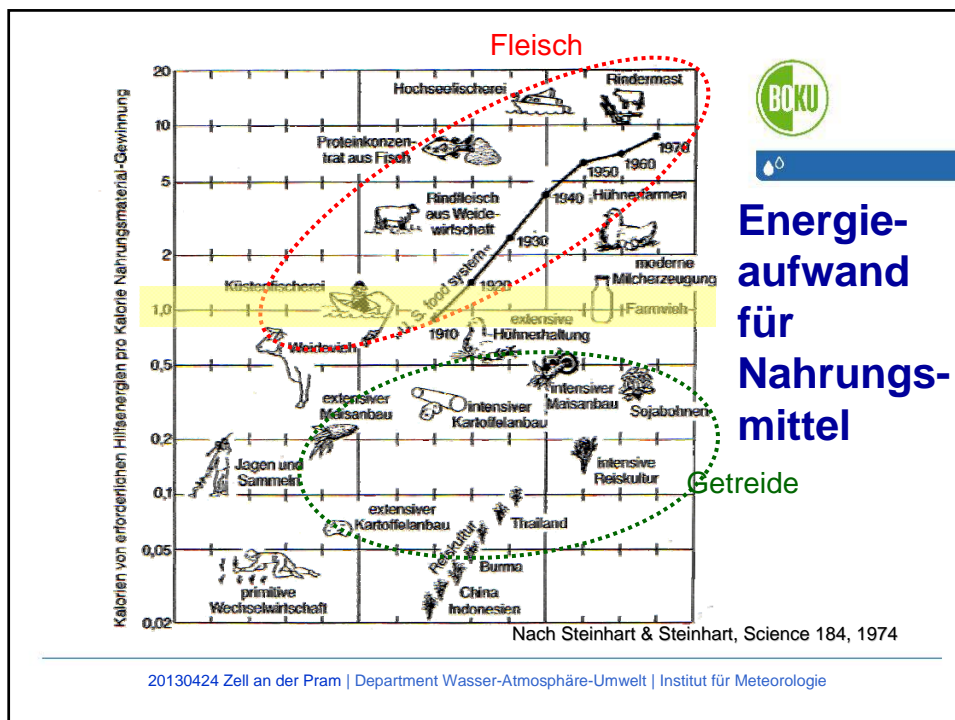 Fleisch
20
10
5
2
1,0
0,5
0,2
0,1
0,05
0,02
Kalorien von erforderlichen Hilfsenergien pro Kalorie Nahrungsmaterial-Gewinnung
Hochseefischerei
Rindermast
Proteinkonzen-
trat aus Fisch
1970
1960
1950
Rindfleisch
aus Weide-
wirtschaft
1940
Hühnerfarmen
1930
moderne
Milcherzeugung
Küstenfischerei
1920
U. S. food system"
Farmvieh
1910
extensive
Hühnerhaltung
Weidevieh
extensiver
Maisanbau
intensiver
Kartoffelanbau
intensiver
Maisanbau
Sojabohnen
Jagen und
Sammeln
intensive
Reiskultur
Getreide
extensiver
Kartoffelanbau
Thailand
Reiskultur
Burma
primitive
Wechselwirtschaft
China
Indonesien
BOKU
Energie-
aufwand
für
Nahrungs-
mittel
Nach Steinhart & Steinhart, Science 184, 1974
20130424 Zell an der Pram | Department Wasser-Atmosphäre-Umwelt | Institut für Meteorologie